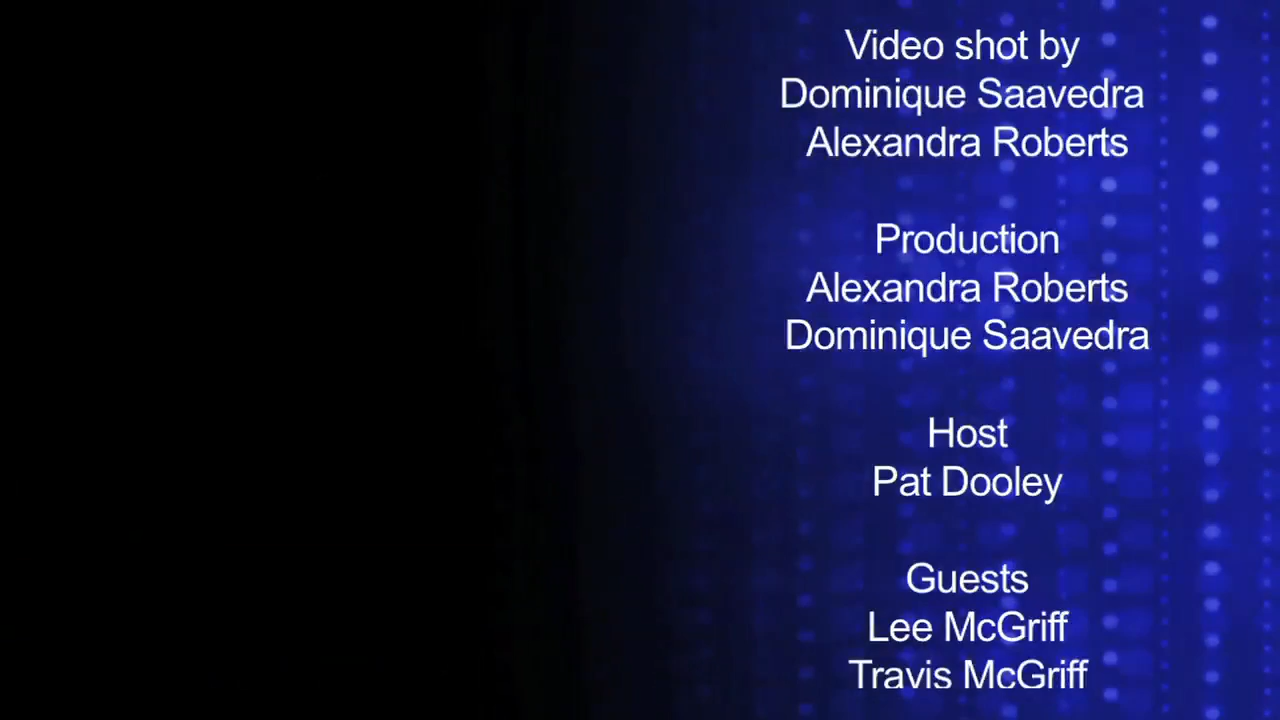 Video shot by
Dominique Saavedra
Alexandra Roberts
Production
Alexandra Roberts
Dominique Saavedra
Host
Pat Dooley
Guests
Lee McGriff
Travis McGriff